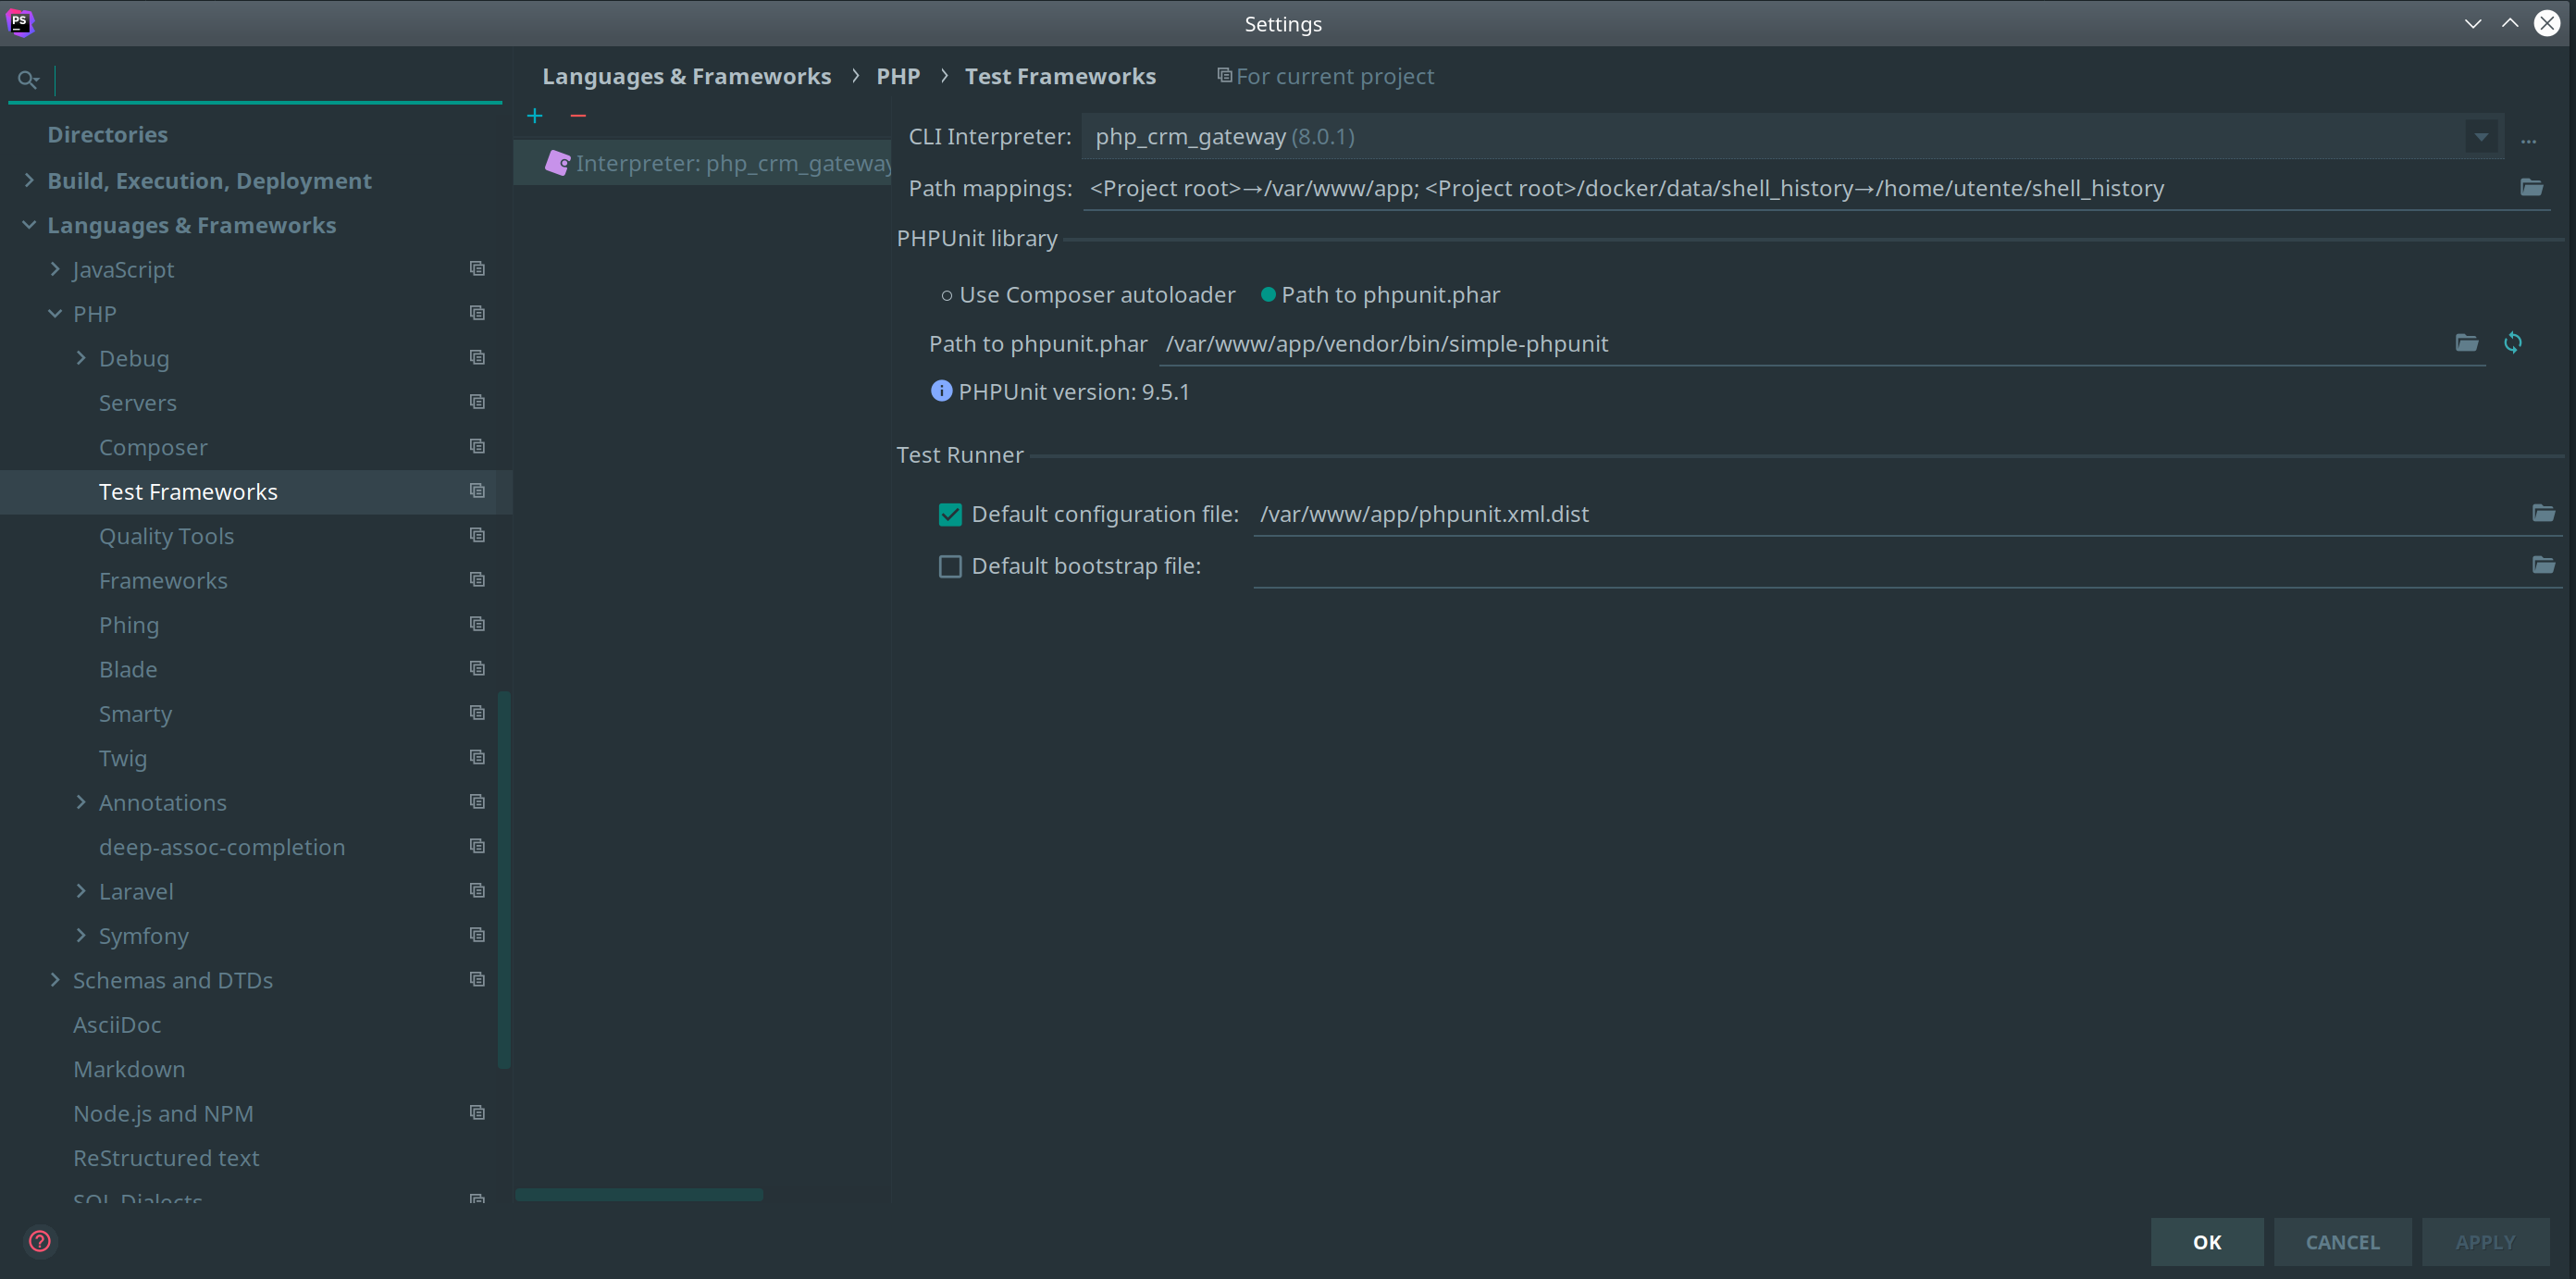 PS
Settings
Directories
Build, Execution, Deployment
Languages & Frameworks
JavaScript
PHP
Debug
Servers
Composer
Test Frameworks
Quality Tools
Frameworks
Phing
Blade
Smarty
Twig
Annotations
deep-assoc-completion
Laravel
Symfony
Schemas and DTDs
AsciiDoc
Markdown
Node.js and NPM
ReStructured text
SQL Dialects
Languages & Frameworks › PHP › Test Frameworks For current project
Interpreter: php_crm_gateway
CLI Interpreter: php_crm_gateway (8.0.1) ...
Path mappings: <Project root>→/var/www/app; <Project root>/docker/data/shell_history→/home/utente/shell_history
PHPUnit library
Use Composer autoloader Path to phpunit.phar
Path to phpunit.phar /var/www/app/vendor/bin/simple-phpunit
PHPUnit version: 9.5.1
Test Runner
Default configuration file: /var/www/app/phpunit.xml.dist
Default bootstrap file:
OK CANCEL APPLY